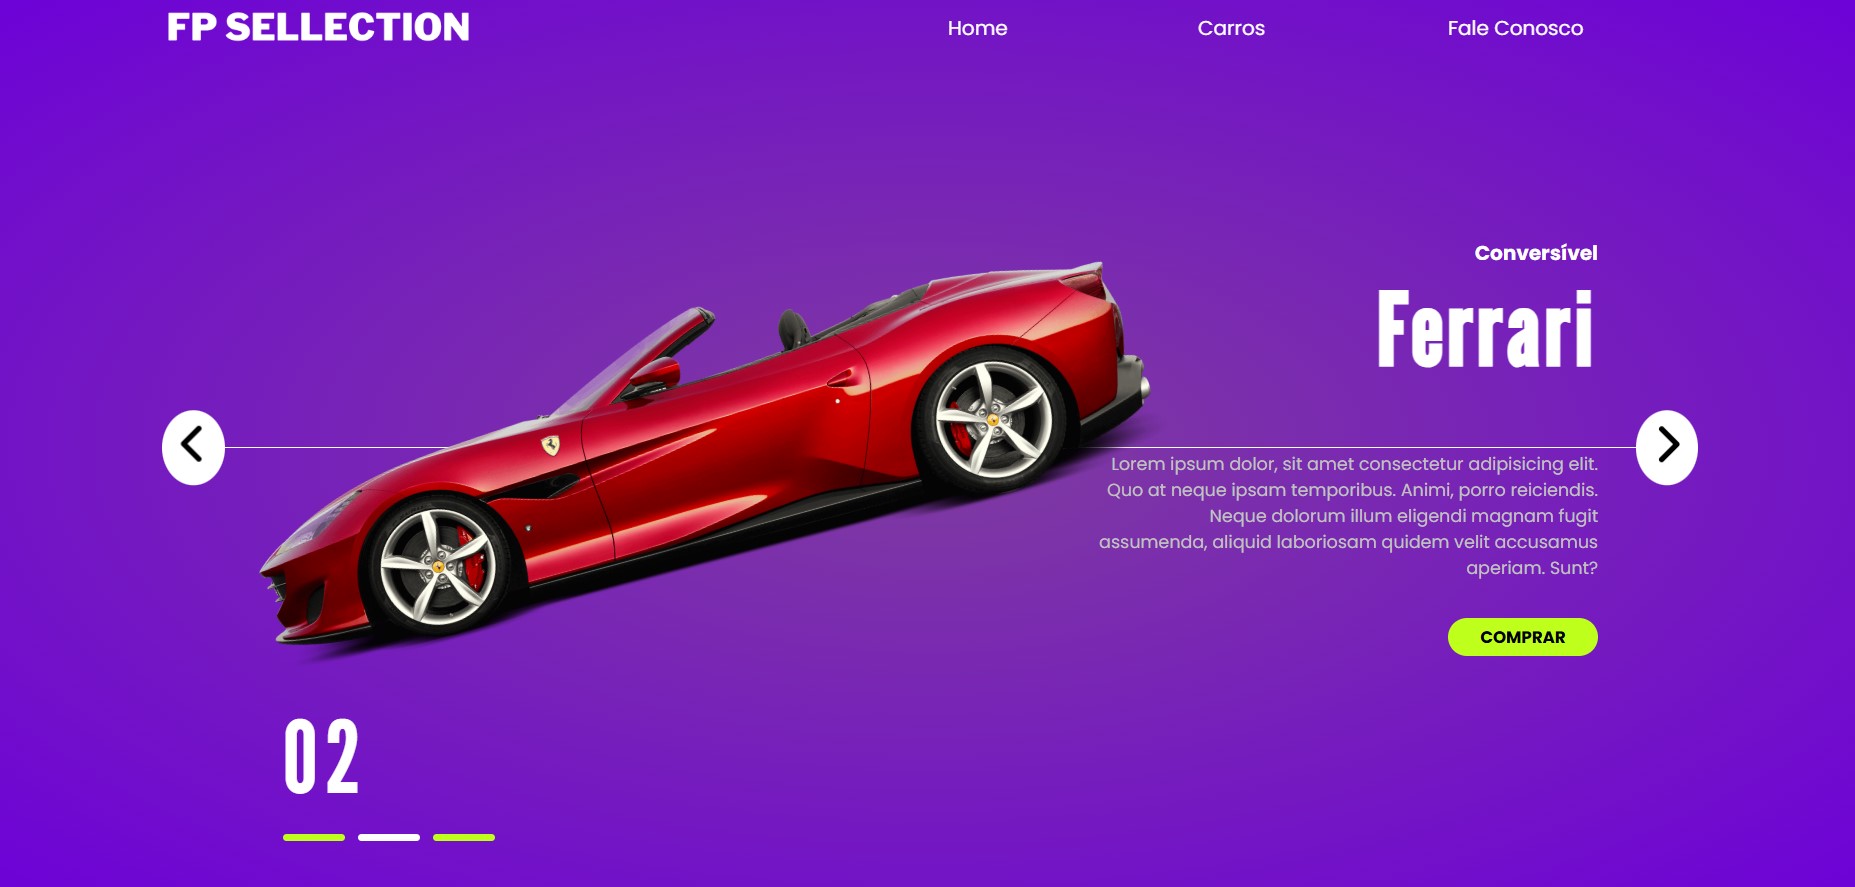 FP SELLECTION
Home
Carros
Fale Conosco
Conversível
Ferrari
Lorem ipsum dolor, sit amet consectetur adipisicing elit.
Quo at neque ipsam temporibus. Animi, porro reiciendis.
Neque dolorum illum eligendi magnam fugit
assumenda, aliquid laboriosam quidem velit accusamus
aperiam. Sunt?
COMPRAR
02